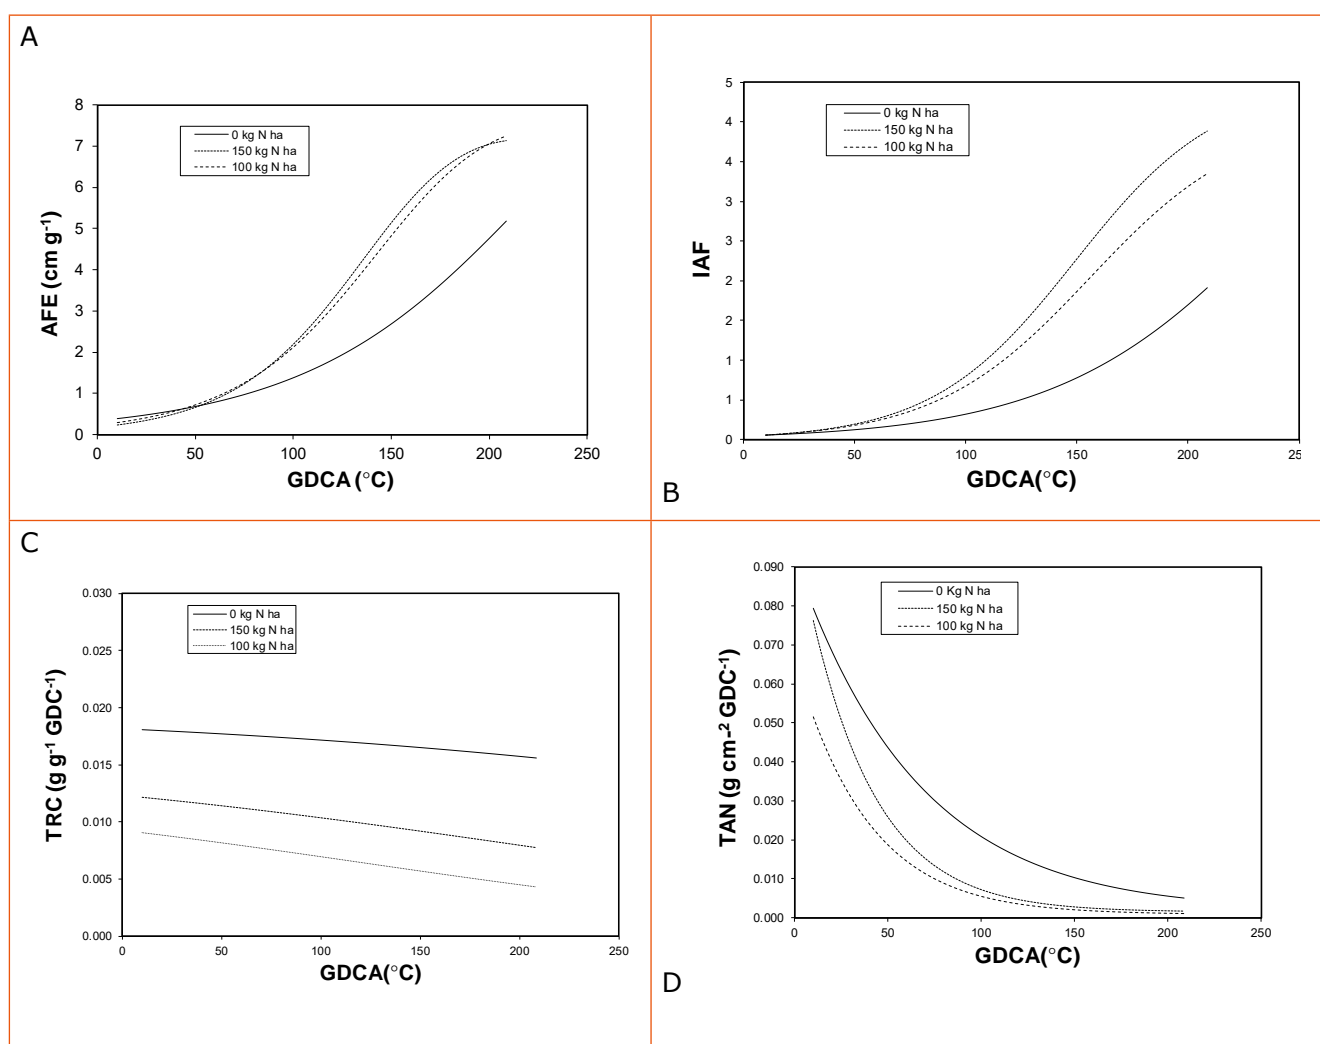 A
8
7
6
5
4
3
2
1
0
0 50 100 150 200 250
AFE (cm g-1)
GDCA (°C)
0 kg N ha
150 kg N ha
100 kg N ha
B
5
4
4
3
3
2
2
1
1
0
0 50 100 150 200 25
IAF
GDCA(°C)
0 kg N ha
150 kg N ha
100 kg N ha
C
0.030
0.025
0.020
0.015
0.010
0.005
0.000
0 50 100 150 200 250
TRC (g g-1 GDC-1)
GDCA(°C)
0 kg N ha
150 kg N ha
100 kg N ha
D
0.090
0.080
0.070
0.060
0.050
0.040
0.030
0.020
0.010
0.000
0 50 100 150 200 250
TAN (g cm-2 GDC-1)
GDCA(°C)
0 Kg N ha
150 kg N ha
100 kg N ha